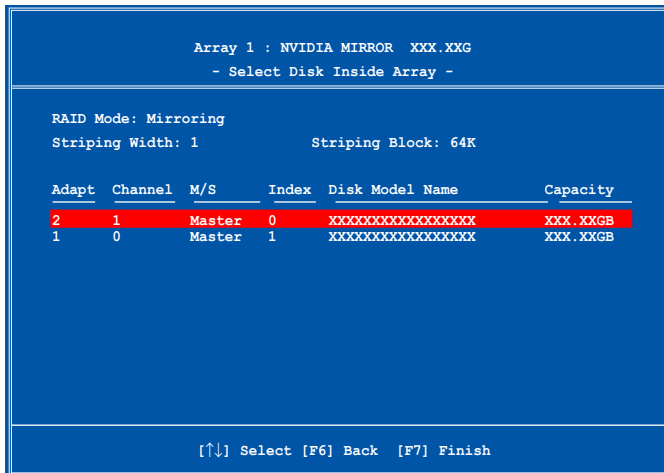 Array 1 : NVIDIA MIRROR  XXX.XXG
- Select Disk Inside Array -
RAID Mode: Mirroring
Striping Width: 1    Striping Block: 64K
Adapt  Channel  M/S  Index  Disk Model Name  Capacity
2  1  Master  0  XXXXXXXXXXXXXXXXX  XXX.XXGB
1  0  Master  1  XXXXXXXXXXXXXXXXX  XXX.XXGB
[↑↓] Select [F6] Back  [F7] Finish